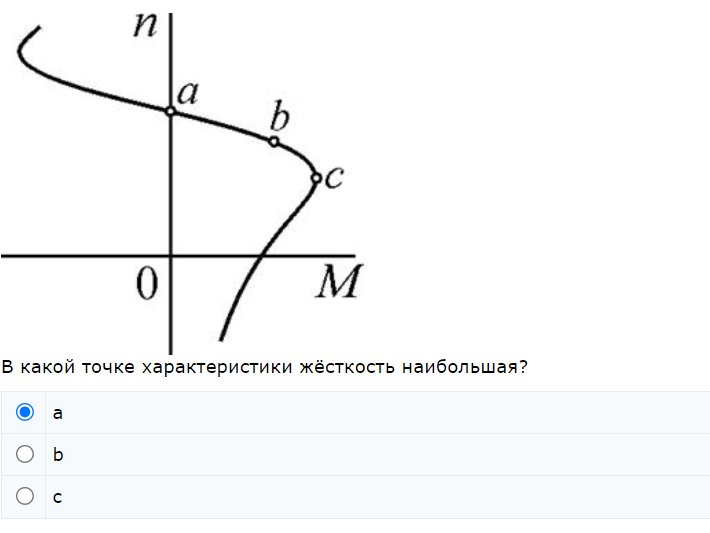 n
a
b
c
0
M
В какой точке характеристики жёсткость наибольшая?
a
b
c